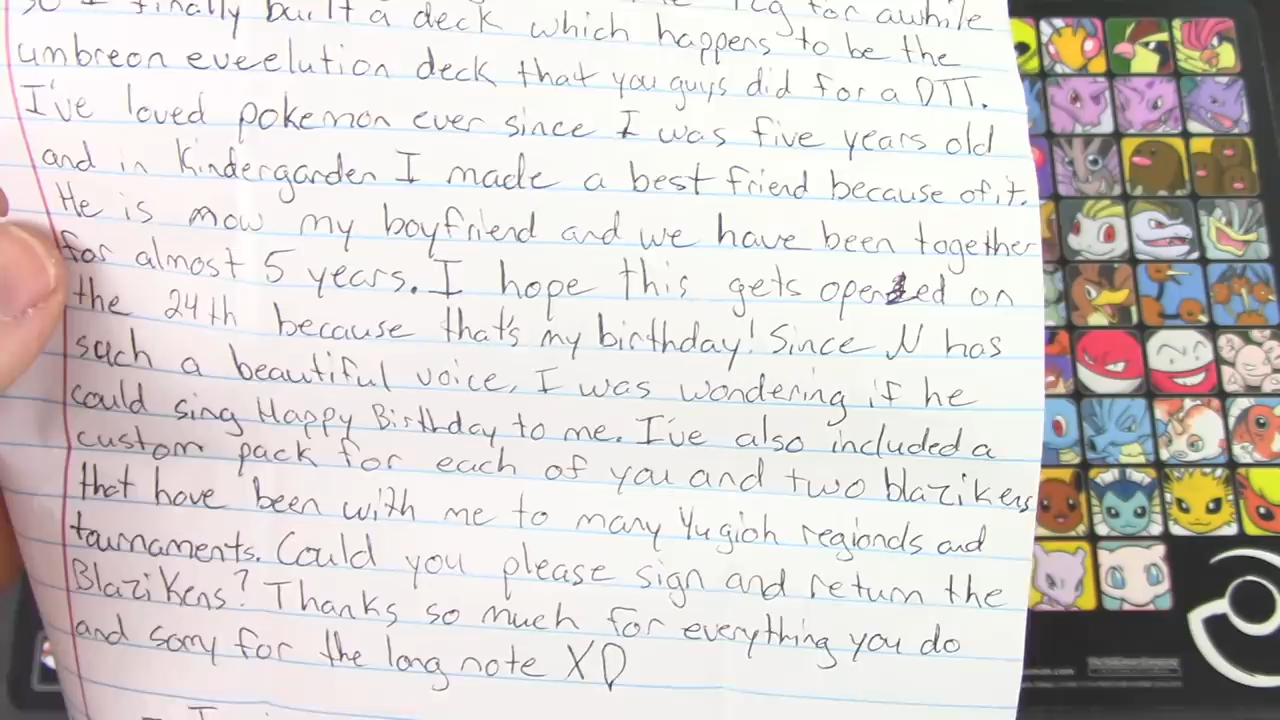 so I finally built a deck which happens to be the
umbreon eveelution deck that you guys did for a DTT.
I've loved pokemon ever since I was five years old
and in Kindergarden I made a best friend because of it.
He is now my boyfriend and we have been together
for almost 5 years. I hope this gets opened on
the 24th because that's my birthday! Since N has
such a beautiful voice, I was wondering if he
could sing Happy Birthday to me. I've also included a
custom pack for each of you and two blazikens
that have been with me to many Yugioh regionds and
tournaments. Could you please sign and return the
Blazikens? Thanks so much for everything you do
and sorry for the long note XD